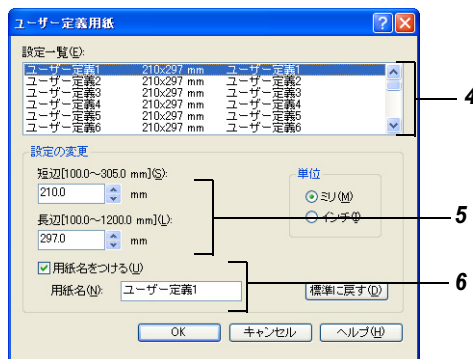 ユーザー定義用紙
設定一覧(E):
ユーザー定義1 210x297 mm ユーザー定義1
ユーザー定義2 210x297 mm ユーザー定義2
ユーザー定義3 210x297 mm ユーザー定義3
ユーザー定義4 210x297 mm ユーザー定義4
ユーザー定義5 210x297 mm ユーザー定義5
ユーザー定義6 210x297 mm ユーザー定義6
4
設定の変更
短辺[100.0～305.0 mm](S):
210.0 mm
長辺[100.0～1200.0 mm](L):
297.0 mm
単位
ミリ(M)
インチ(I)
5
用紙名をつける(U)
用紙名(N): ユーザー定義1
標準に戻す(D)
6
OK キャンセル ヘルプ(H)